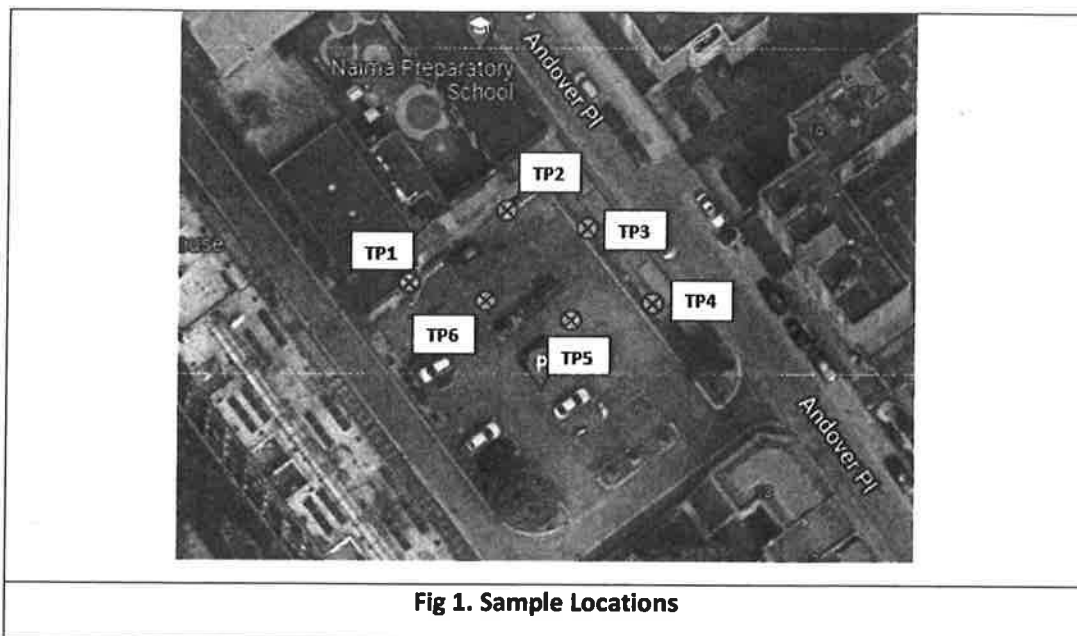 Naima Preparatory
School
Andover Pl
TP2
TP1
TP3
TP4
TP6
TP5
P
Andover Pl
Fig 1. Sample Locations